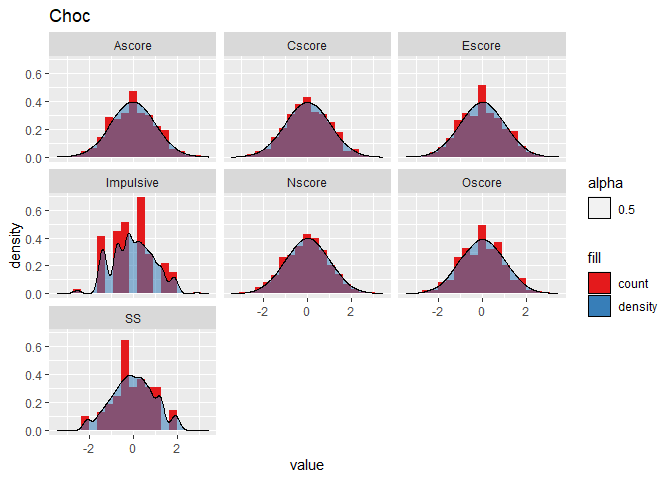 Choc
Ascore Cscore Escore
0.6
0.4
0.2
0.0
Impulsive Nscore Oscore
0.6
0.4
0.2
0.0
-2 0 2 -2 0 2
SS
0.6
0.4
0.2
0.0
-2 0 2
density
value
alpha
0.5
fill
count
density